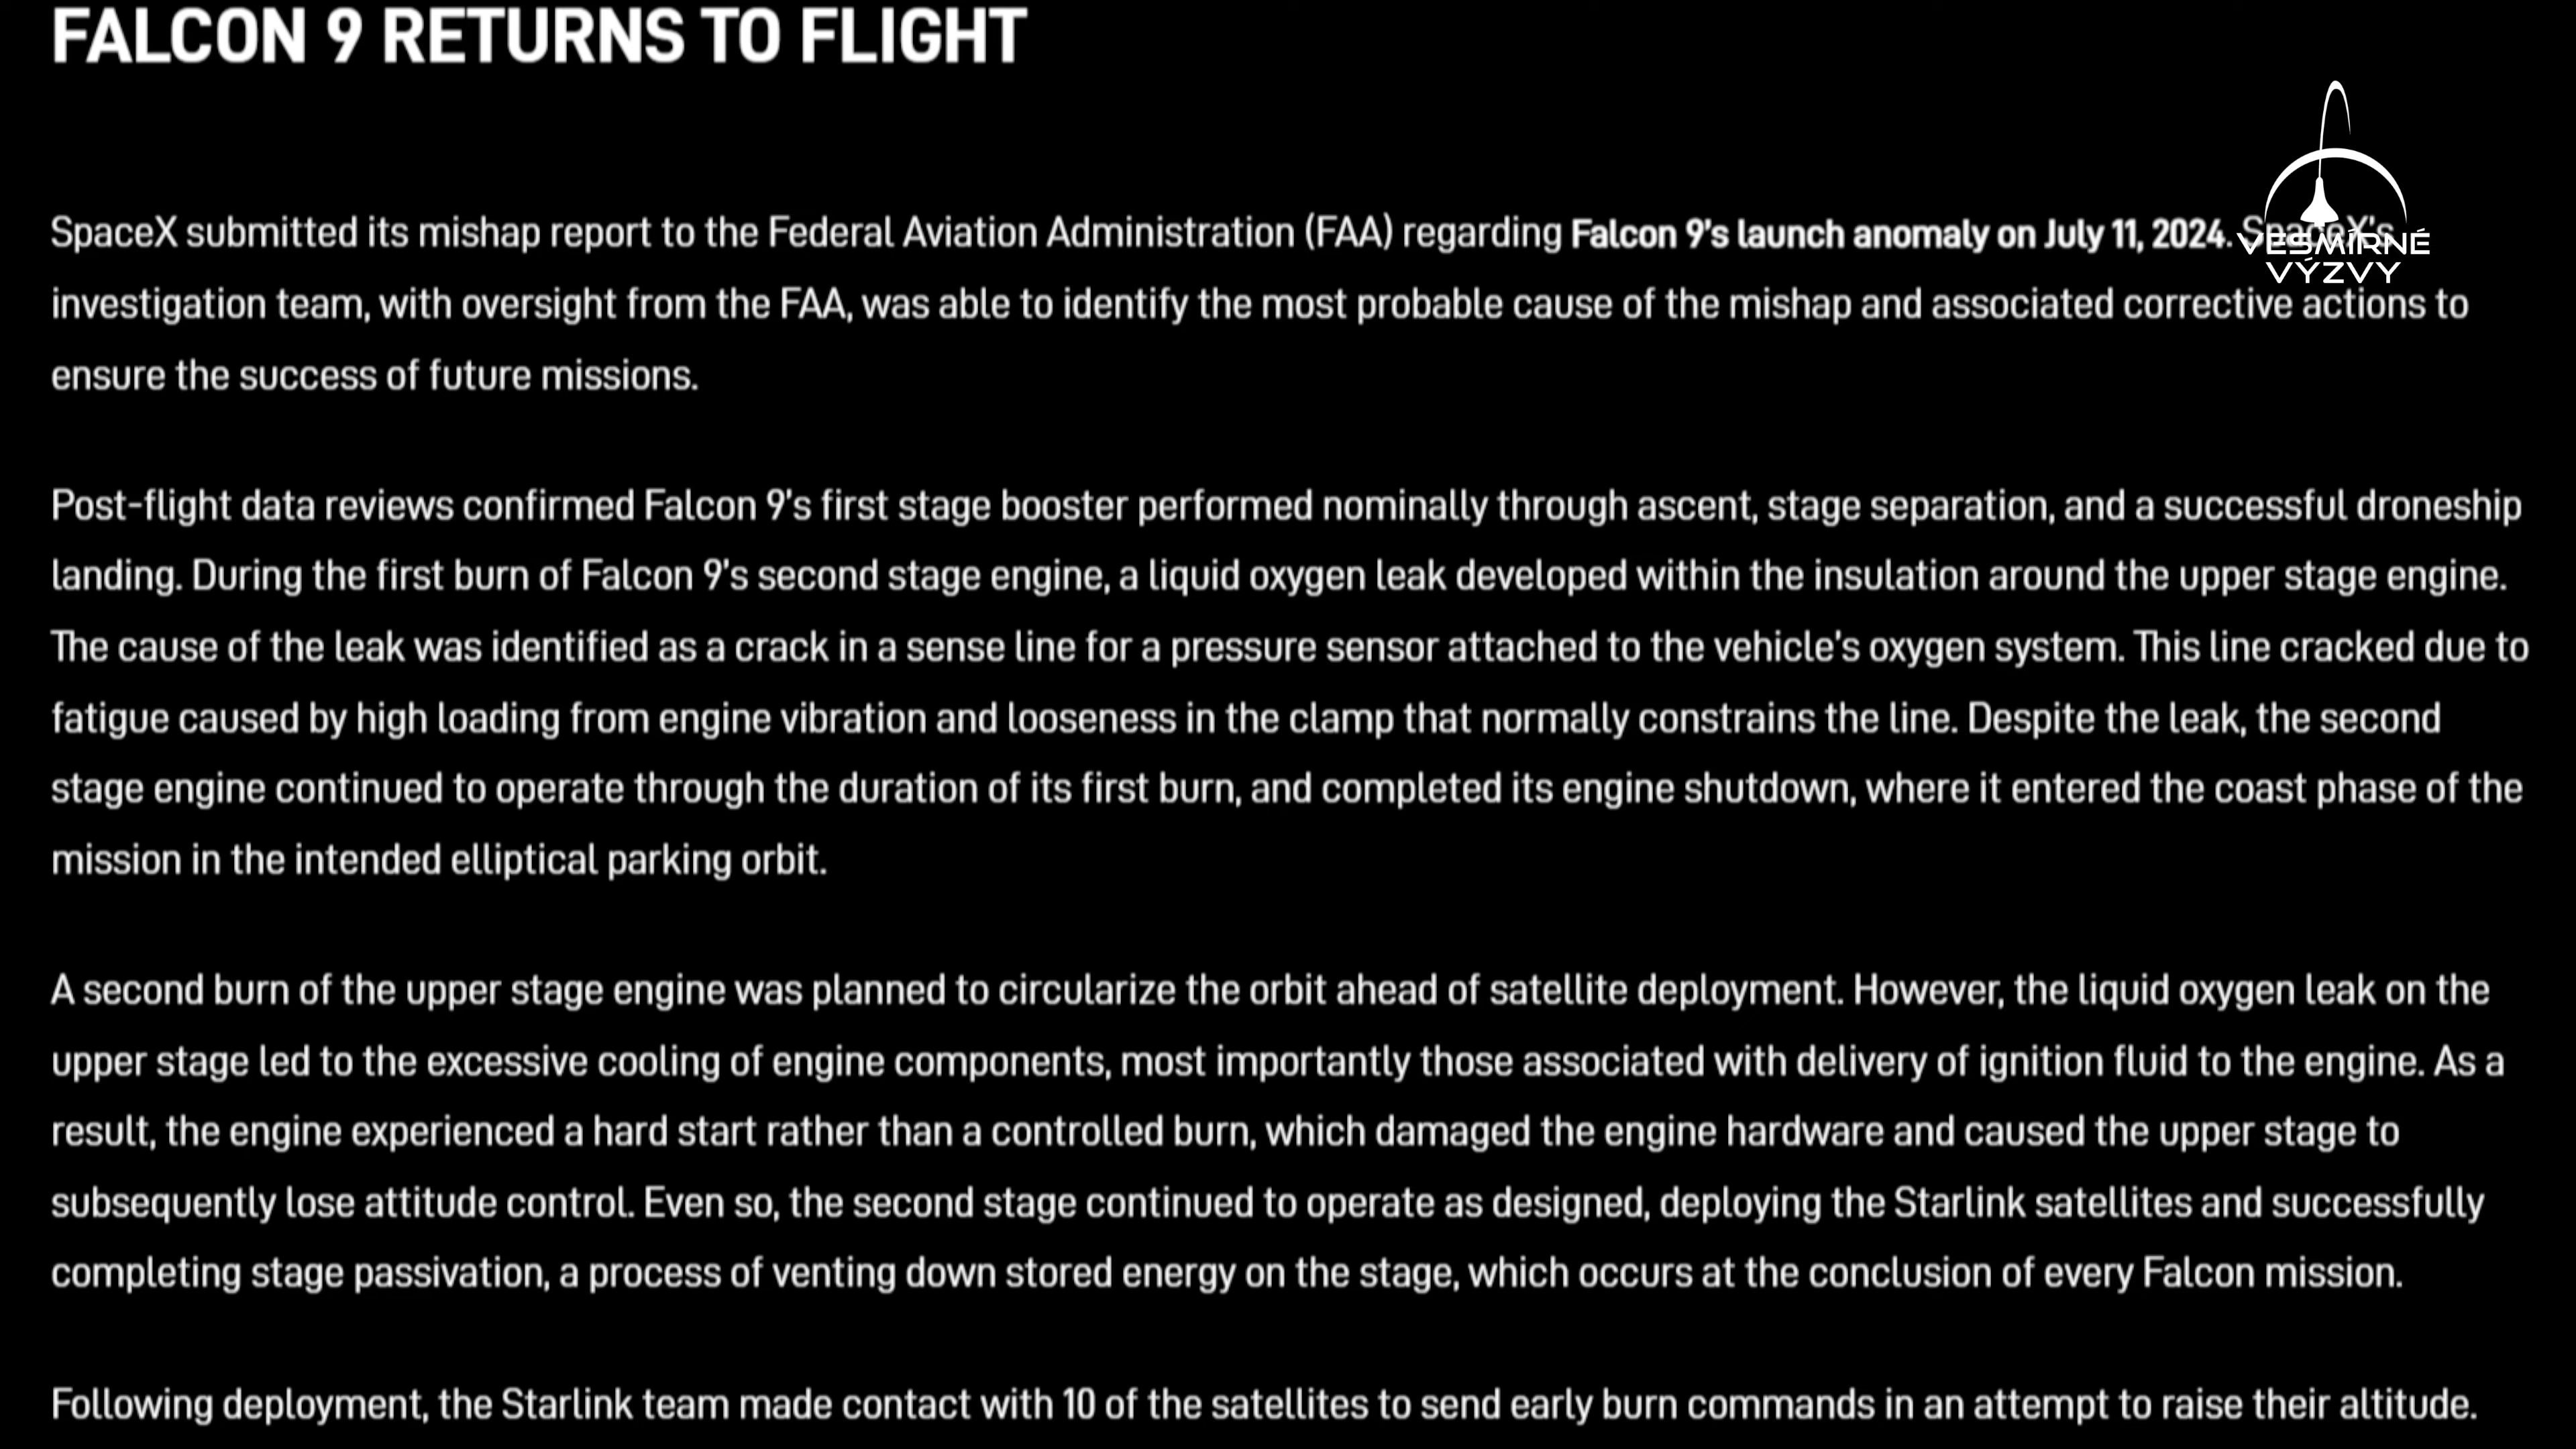 FALCON 9 RETURNS TO FLIGHT
SpaceX submitted its mishap report to the Federal Aviation Administration (FAA) regarding Falcon 9's launch anomaly on July 11, 2024. SpaceX's
VESMÍRNÉ
VÝZVY
investigation team, with oversight from the FAA, was able to identify the most probable cause of the mishap and associated corrective actions to
ensure the success of future missions.
Post-flight data reviews confirmed Falcon 9's first stage booster performed nominally through ascent, stage separation, and a successful droneship
landing. During the first burn of Falcon 9's second stage engine, a liquid oxygen leak developed within the insulation around the upper stage engine.
The cause of the leak was identified as a crack in a sense line for a pressure sensor attached to the vehicle's oxygen system. This line cracked due to
fatigue caused by high loading from engine vibration and looseness in the clamp that normally constrains the line. Despite the leak, the second
stage engine continued to operate through the duration of its first burn, and completed its engine shutdown, where it entered the coast phase of the
mission in the intended elliptical parking orbit.
A second burn of the upper stage engine was planned to circularize the orbit ahead of satellite deployment. However, the liquid oxygen leak on the
upper stage led to the excessive cooling of engine components, most importantly those associated with delivery of ignition fluid to the engine. As a
result, the engine experienced a hard start rather than a controlled burn, which damaged the engine hardware and caused the upper stage to
subsequently lose attitude control. Even so, the second stage continued to operate as designed, deploying the Starlink satellites and successfully
completing stage passivation, a process of venting down stored energy on the stage, which occurs at the conclusion of every Falcon mission.
Following deployment, the Starlink team made contact with 10 of the satellites to send early burn commands in an attempt to raise their altitude.